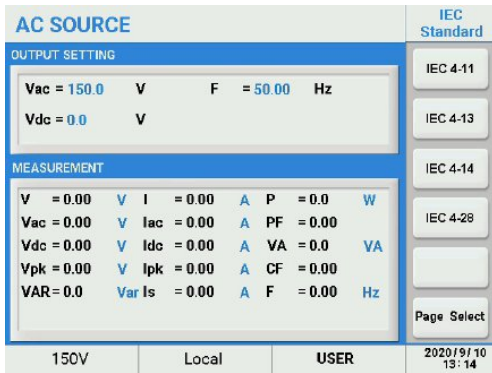 AC SOURCE
IEC
Standard
OUTPUT SETTING
Vac = 150.0 V F = 50.00 Hz
Vdc = 0.0 V
MEASUREMENT
V = 0.00 V I = 0.00 A P = 0.0 W
Vac = 0.00 V Iac = 0.00 A PF = 0.00
Vdc = 0.00 V Idc = 0.00 A VA = 0.0 VA
Vpk = 0.00 V Ipk = 0.00 A CF = 0.00
VAR= 0.0 Var Is = 0.00 A F = 0.00 Hz
IEC 4-11
IEC 4-13
IEC 4-14
IEC 4-28
Page Select
150V Local USER
2020/9/10
13:14